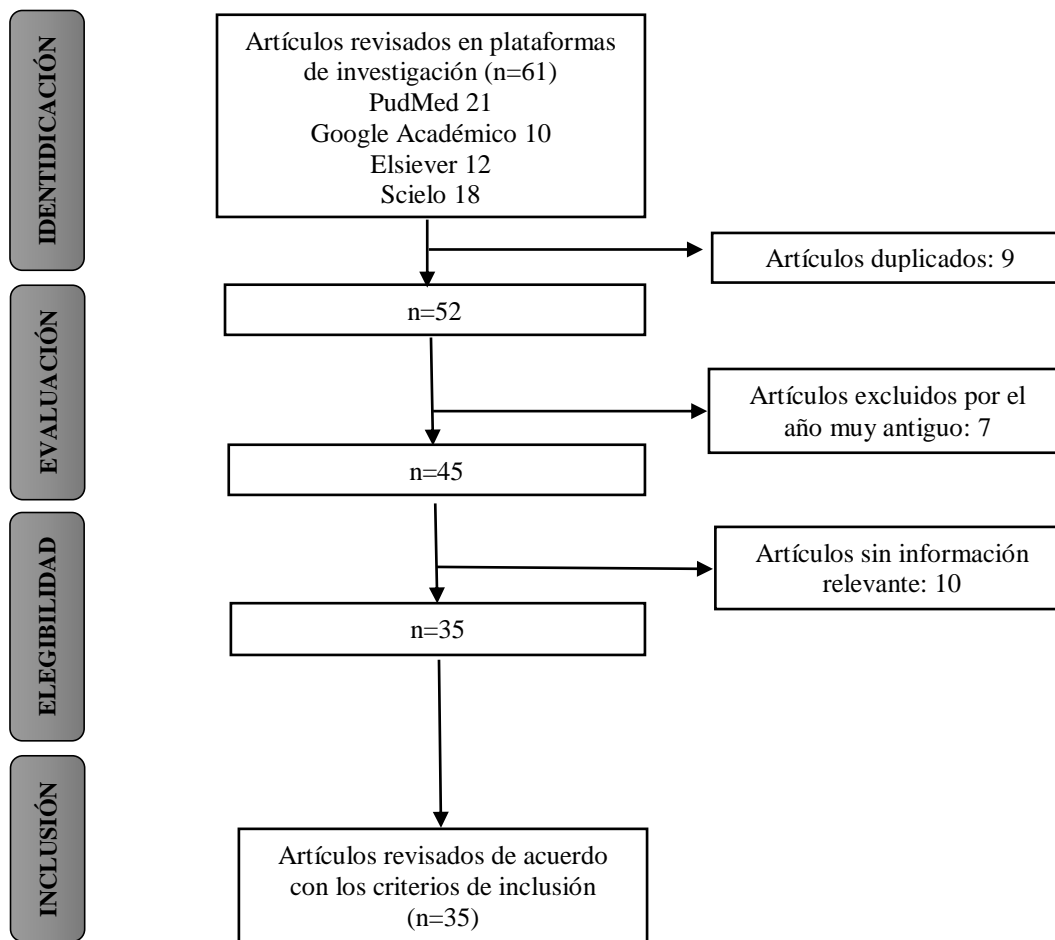 IDENTIDICACIÓN
Artículos revisados en plataformas
de investigación (n=61)
PudMed 21
Google Académico 10
Elsiever 12
Scielo 18
Artículos duplicados: 9
EVALUACIÓN
n=52
Artículos excluidos por el
año muy antiguo: 7
n=45
ELEGIBILIDAD
Artículos sin información
relevante: 10
n=35
INCLUSIÓN
Artículos revisados de acuerdo
con los criterios de inclusión
(n=35)